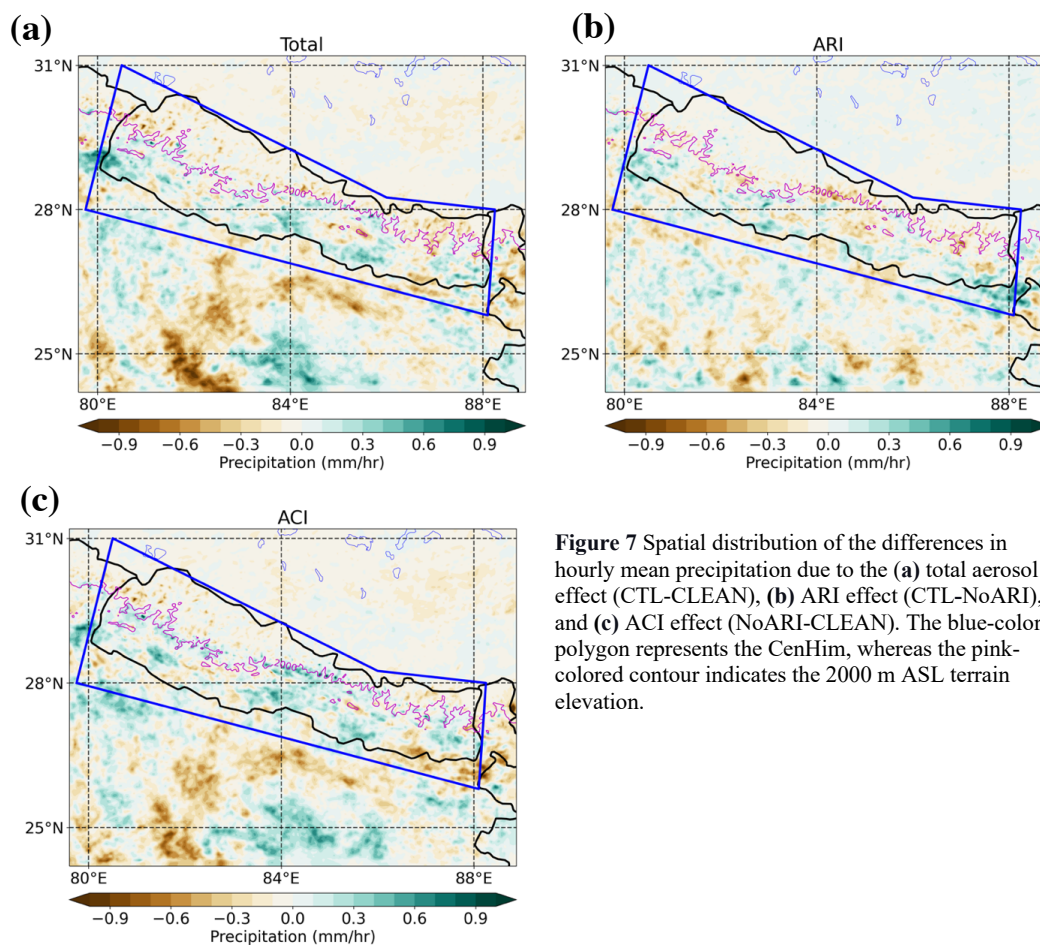 (a)
Total
31°N
28°N
25°N
2000
80°E 84°E 88°E
−0.9 −0.6 −0.3 0.0 0.3 0.6 0.9
Precipitation (mm/hr)
(b)
ARI
31°N
28°N
25°N
2000
80°E 84°E 88°E
−0.9 −0.6 −0.3 0.0 0.3 0.6 0.9
Precipitation (mm/hr)
(c)
ACI
31°N
28°N
25°N
2000
80°E 84°E 88°E
−0.9 −0.6 −0.3 0.0 0.3 0.6 0.9
Precipitation (mm/hr)
Figure 7 Spatial distribution of the differences in
hourly mean precipitation due to the (a) total aerosol
effect (CTL-CLEAN), (b) ARI effect (CTL-NoARI),
and (c) ACI effect (NoARI-CLEAN). The blue-color
polygon represents the CenHim, whereas the pink-
colored contour indicates the 2000 m ASL terrain
elevation.